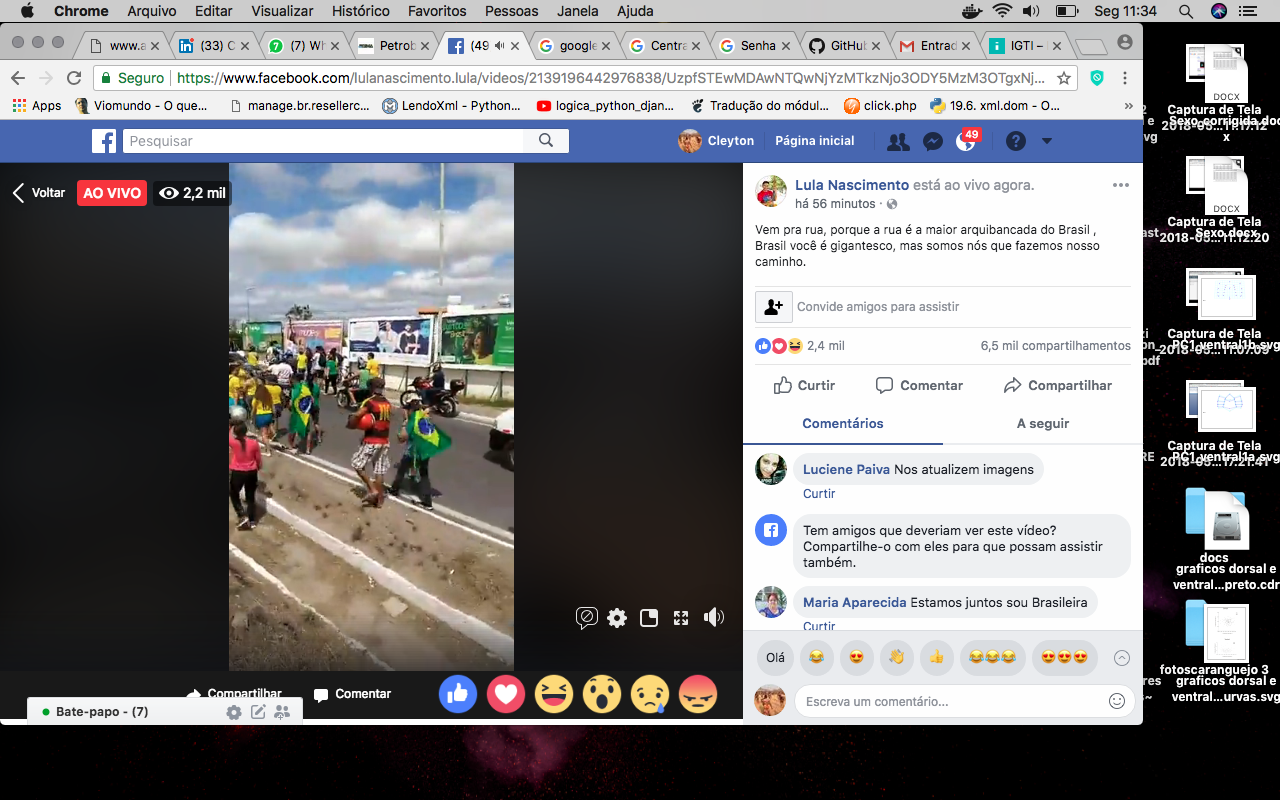 Chrome Arquivo Editar Visualizar Histórico Favoritos Pessoas Janela Ajuda Seg 11:34
www.a (33) C (7) Wh Petrob (49 google Centra Senha GitHub Entrad IGTI –
Seguro https://www.facebook.com/lulanascimento.lula/videos/2139196442976838/UzpfSTEwMDAwNTQwNjYzMTkzNjo3ODY5MzM3OTgxNj...
Apps Viomundo - O que... manage.br.resellerc... LendoXml - Python... logica_python_djan... Tradução do módul... click.php 19.6. xml.dom - O... »
Pesquisar Cleyton Página inicial 49
Voltar AO VIVO 2,2 mil
Lula Nascimento está ao vivo agora.
há 56 minutos ·
Vem pra rua, porque a rua é a maior arquibancada do Brasil ,
Brasil você é gigantesco, mas somos nós que fazemos nosso
caminho.
Convide amigos para assistir
2,4 mil 6,5 mil compartilhamentos
Curtir Comentar Compartilhar
Comentários A seguir
Luciene Paiva Nos atualizem imagens
Curtir
Tem amigos que deveriam ver este vídeo?
Compartilhe-o com eles para que possam assistir
também.
Maria Aparecida Estamos juntos sou Brasileira
Curtir
Olá
Escreva um comentário...
Compartilhar Comentar
Bate-papo - (7)
DOCX
Captura de Tela
DOCX
Captura de Tela
Sexo.docx
2018-05...11.12.20
Captura de Tela
PC1 ventral1b.svg
2018-05...11.07.09
Captura de Tela
PC1 ventral1a.svg
2018-05...17.21.41
docs
graficos dorsal e
ventral...preto.cdr
fotoscaranguejo 3
graficos dorsal e
ventral...urvas.svg